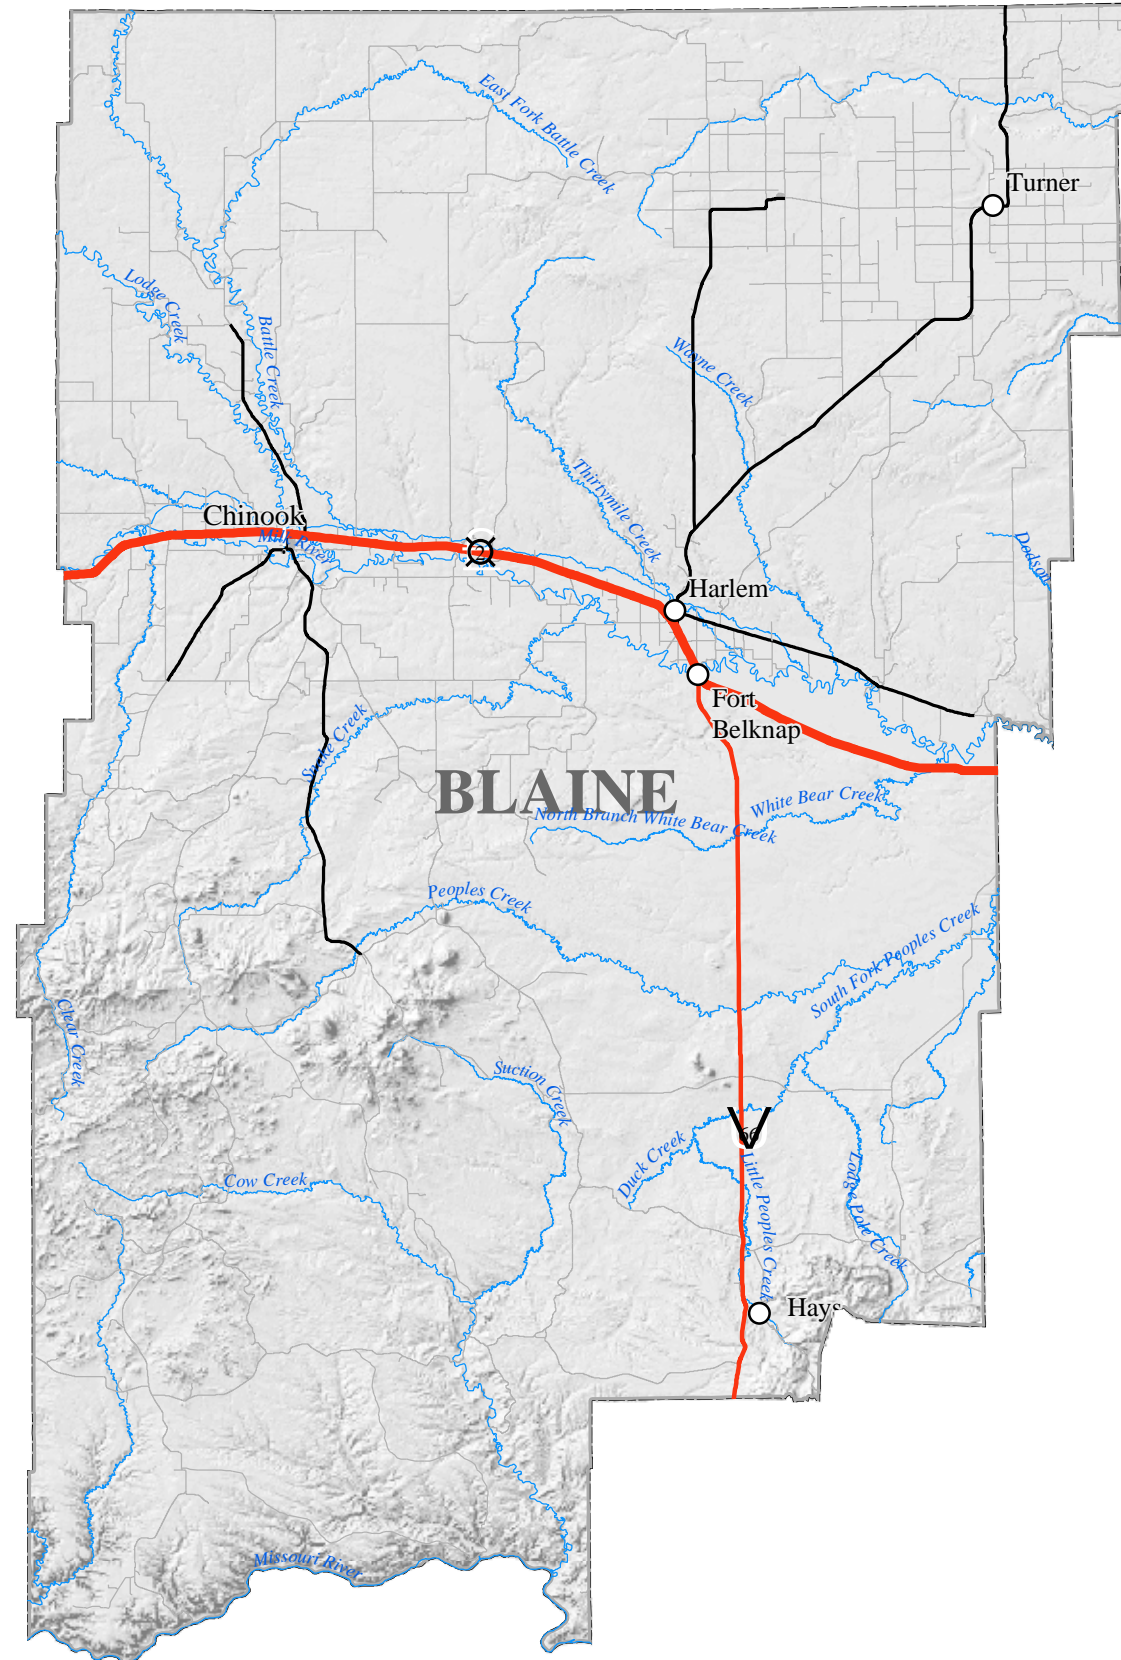 East Fork Battle Creek
Turner
Lodge Creek
Battle Creek
Wayne Creek
Thirtymile Creek
Chinook
Milk River
2
Dodson
Harlem
Fort
Belknap
Snake Creek
BLAINE
White Bear Creek
North Branch White Bear Creek
Peoples Creek
South Fork Peoples Creek
Clear Creek
Suction Creek
66
Duck Creek
Little Peoples Creek
Lodge Pole Creek
Cow Creek
Hays
Missouri River